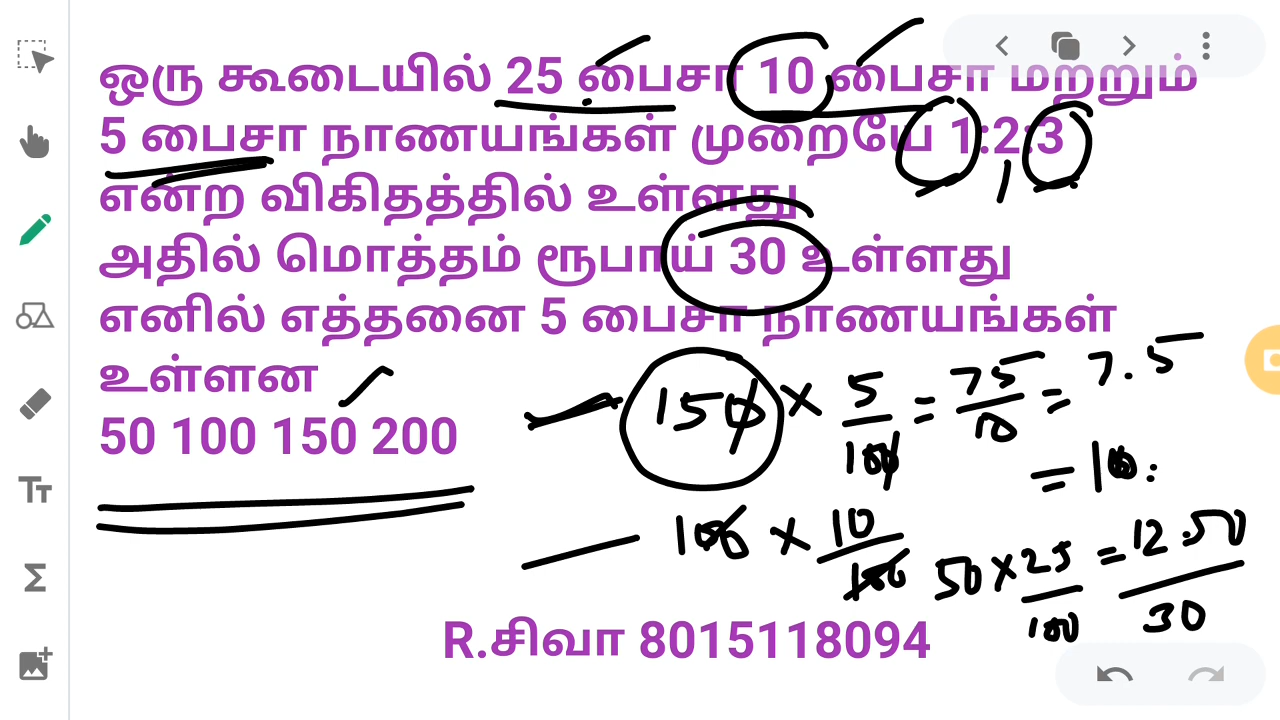 ஒரு கூடையில் 25 பைசா 10 பைசா மற்றும்
5 பைசா நாணயங்கள் முறையே 1:2:3
என்ற விகிதத்தில் உள்ளது
அதில் மொத்தம் ரூபாய் 30 உள்ளது
எனில் எத்தனை 5 பைசா நாணயங்கள்
உள்ளன
50 100 150 200
150 × 5/100 = 75/10 = 7.5
= 10.
100 × 10/100
50 × 25/100 = 12.50
30
R.சிவா 8015118094
Tт
Σ